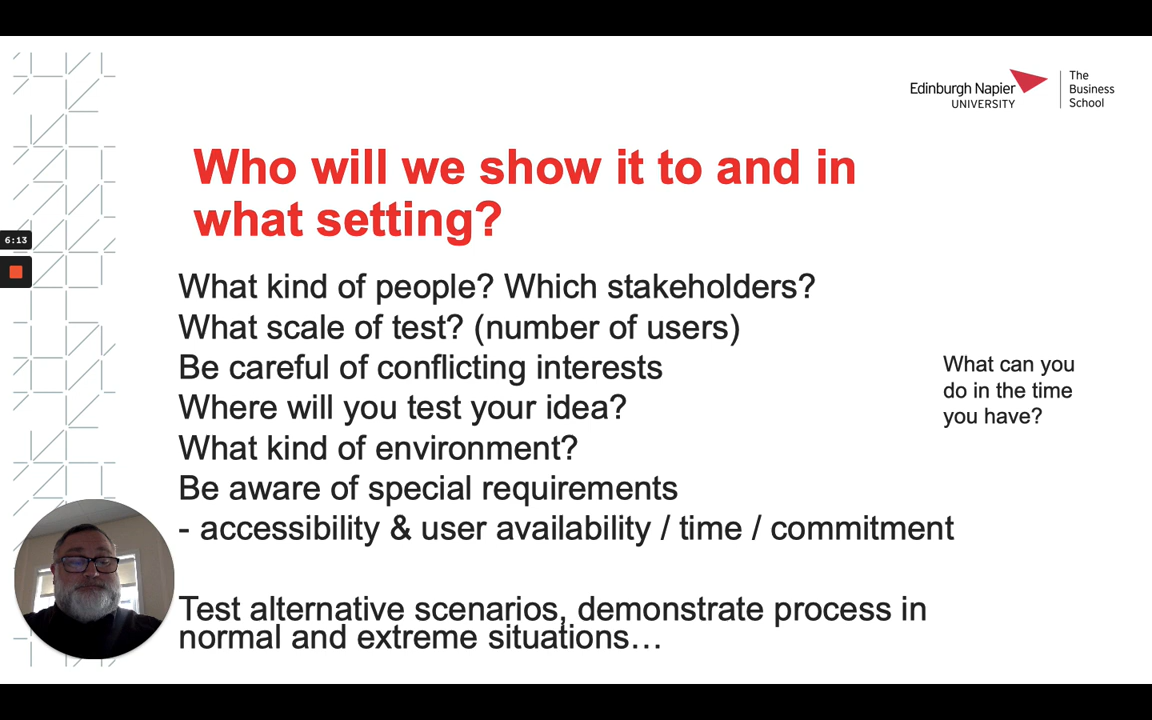 Edinburgh Napier
UNIVERSITY
The
Business
School
Who will we show it to and in
what setting?
6:13
What kind of people? Which stakeholders?
What scale of test? (number of users)
Be careful of conflicting interests
Where will you test your idea?
What kind of environment?
Be aware of special requirements
- accessibility & user availability / time / commitment
What can you
do in the time
you have?
Test alternative scenarios, demonstrate process in
normal and extreme situations…